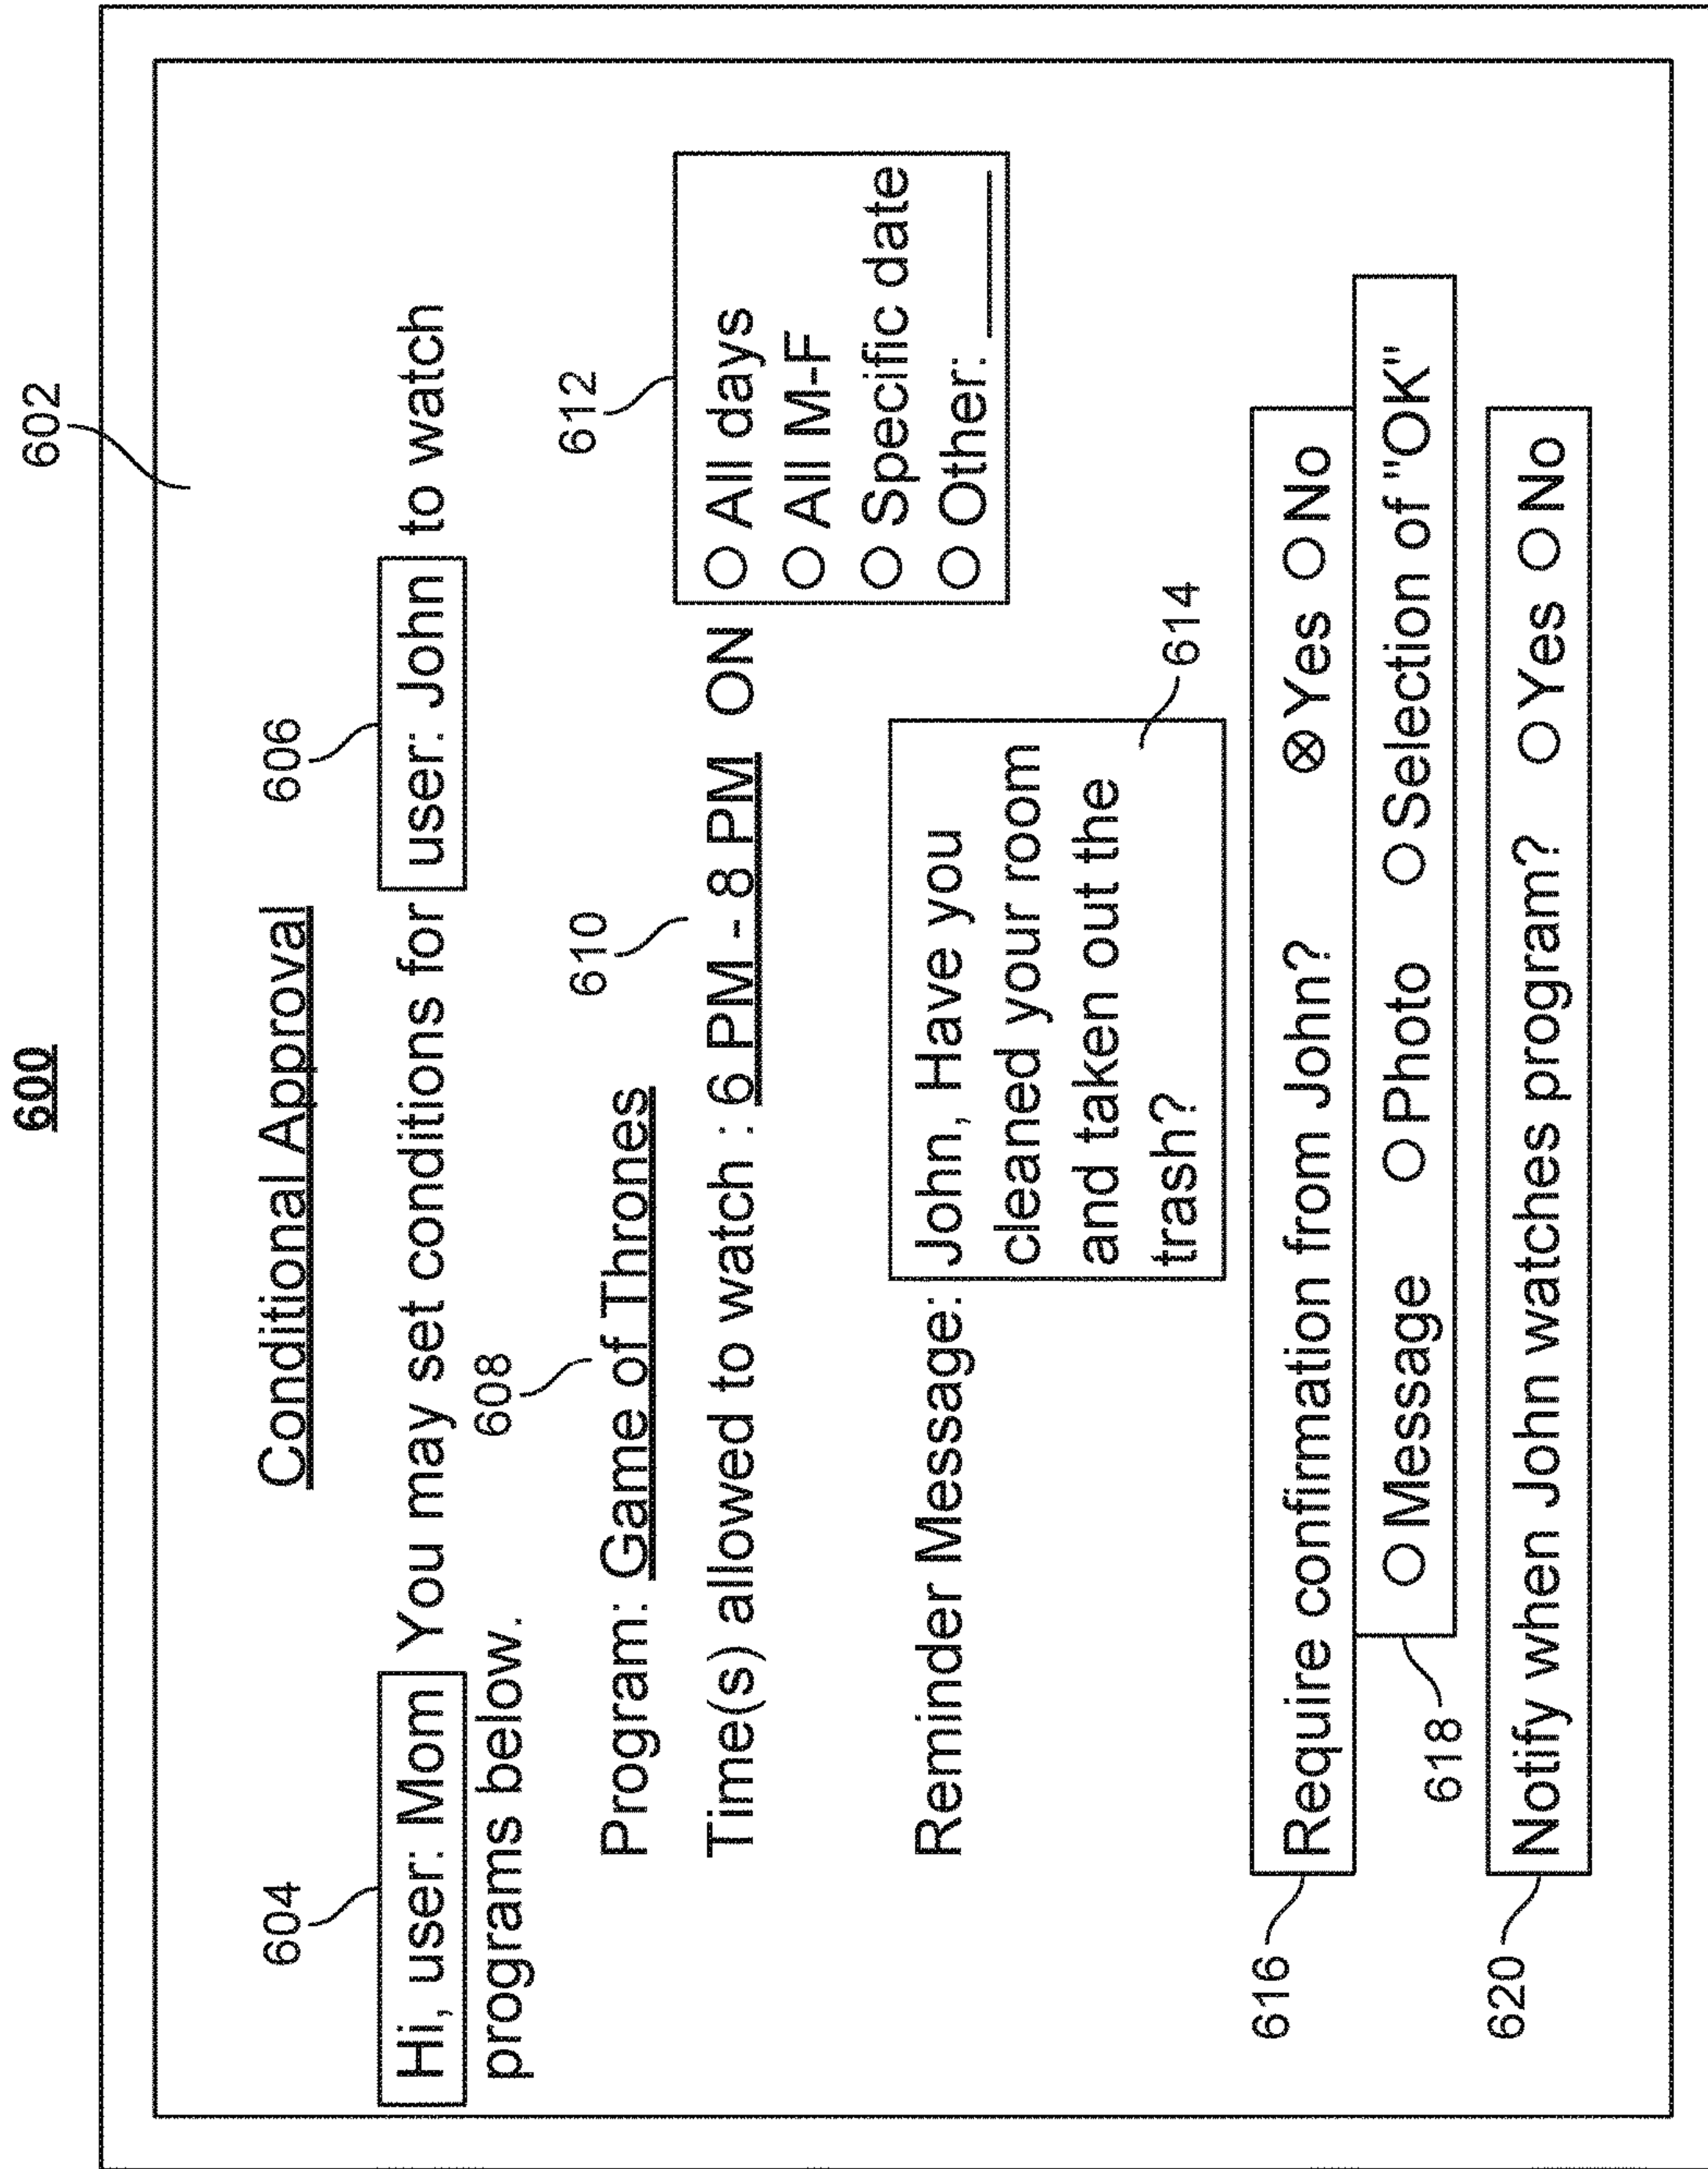 600
602
Conditional Approval
604
606
Hi, user: Mom You may set conditions for user: John to watch
programs below.
608
610
612
Program: Game of Thrones
Time(s) allowed to watch : 6 PM - 8 PM ON
○ All days
○ All M-F
○ Specific date
○ Other: ______
Reminder Message: John, Have you
cleaned your room
and taken out the
trash?
614
616
Require confirmation from John? ⊗ Yes ○ No
618
○ Message ○ Photo ○ Selection of "OK"
620
Notify when John watches program? ○ Yes ○ No